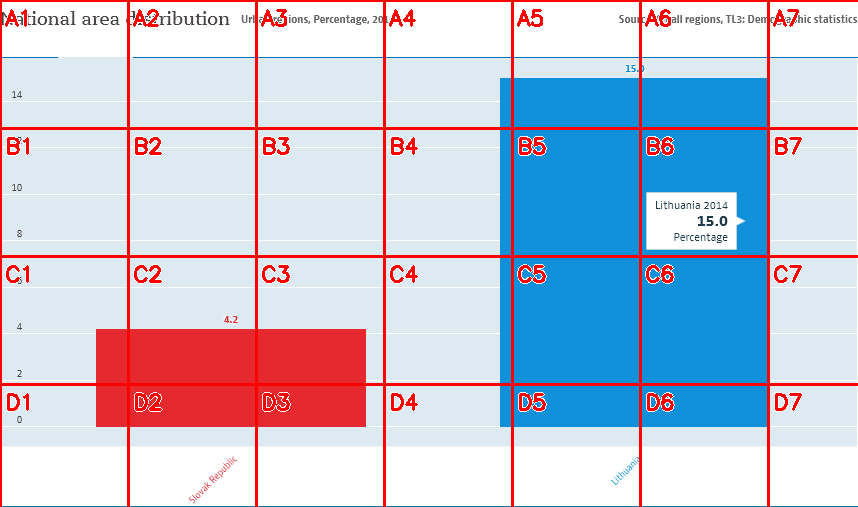 National area distribution Urban regions, Percentage, 2014 Source: Small regions, TL3: Demographic statistics
A1 A2 A3 A4 A5 A6 A7
15.0
14
B1 B2 B3 B4 B5 B6 B7
10
Lithuania 2014
15.0
Percentage
8
C1 C2 C3 C4 C5 C6 C7
6
4.2
4
2
D1 D2 D3 D4 D5 D6 D7
0
Slovak Republic
Lithuania